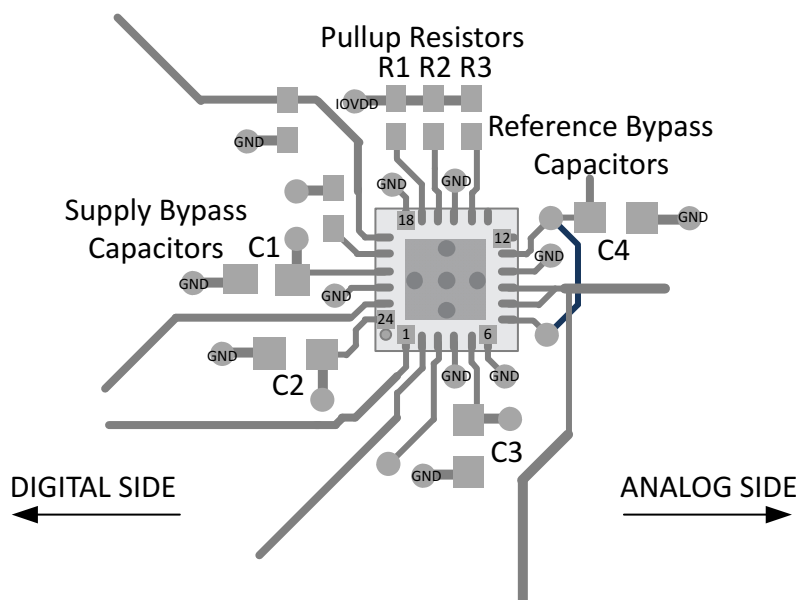 Pullup Resistors
R1 R2 R3
IOVDD
GND
Reference Bypass
Capacitors
GND
GND
18
Supply Bypass
Capacitors
C1
12
C4
GND
GND
GND
GND
24
1
6
GND
C2
GND
GND
C3
GND
DIGITAL SIDE
ANALOG SIDE